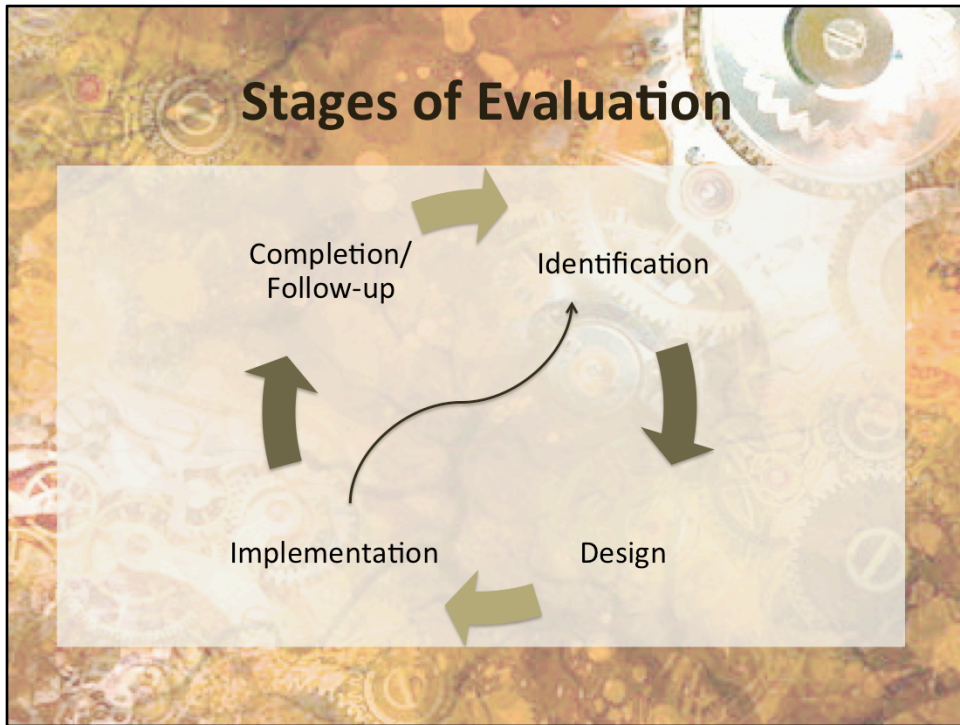 Stages of Evaluation
Completion/
Follow-up
Identification
Implementation
Design